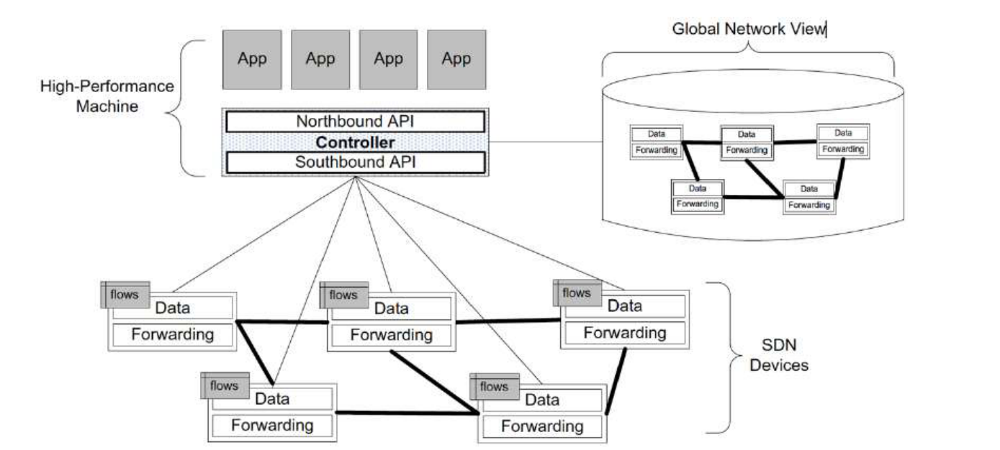 Global Network View
App
App
App
App
High-Performance
Machine
Northbound API
Controller
Southbound API
Data
Forwarding
Data
Forwarding
Data
Forwarding
Data
Forwarding
Data
Forwarding
flows
Data
Forwarding
flows
Data
Forwarding
flows
Data
Forwarding
SDN
Devices
flows
Data
Forwarding
flows
Data
Forwarding